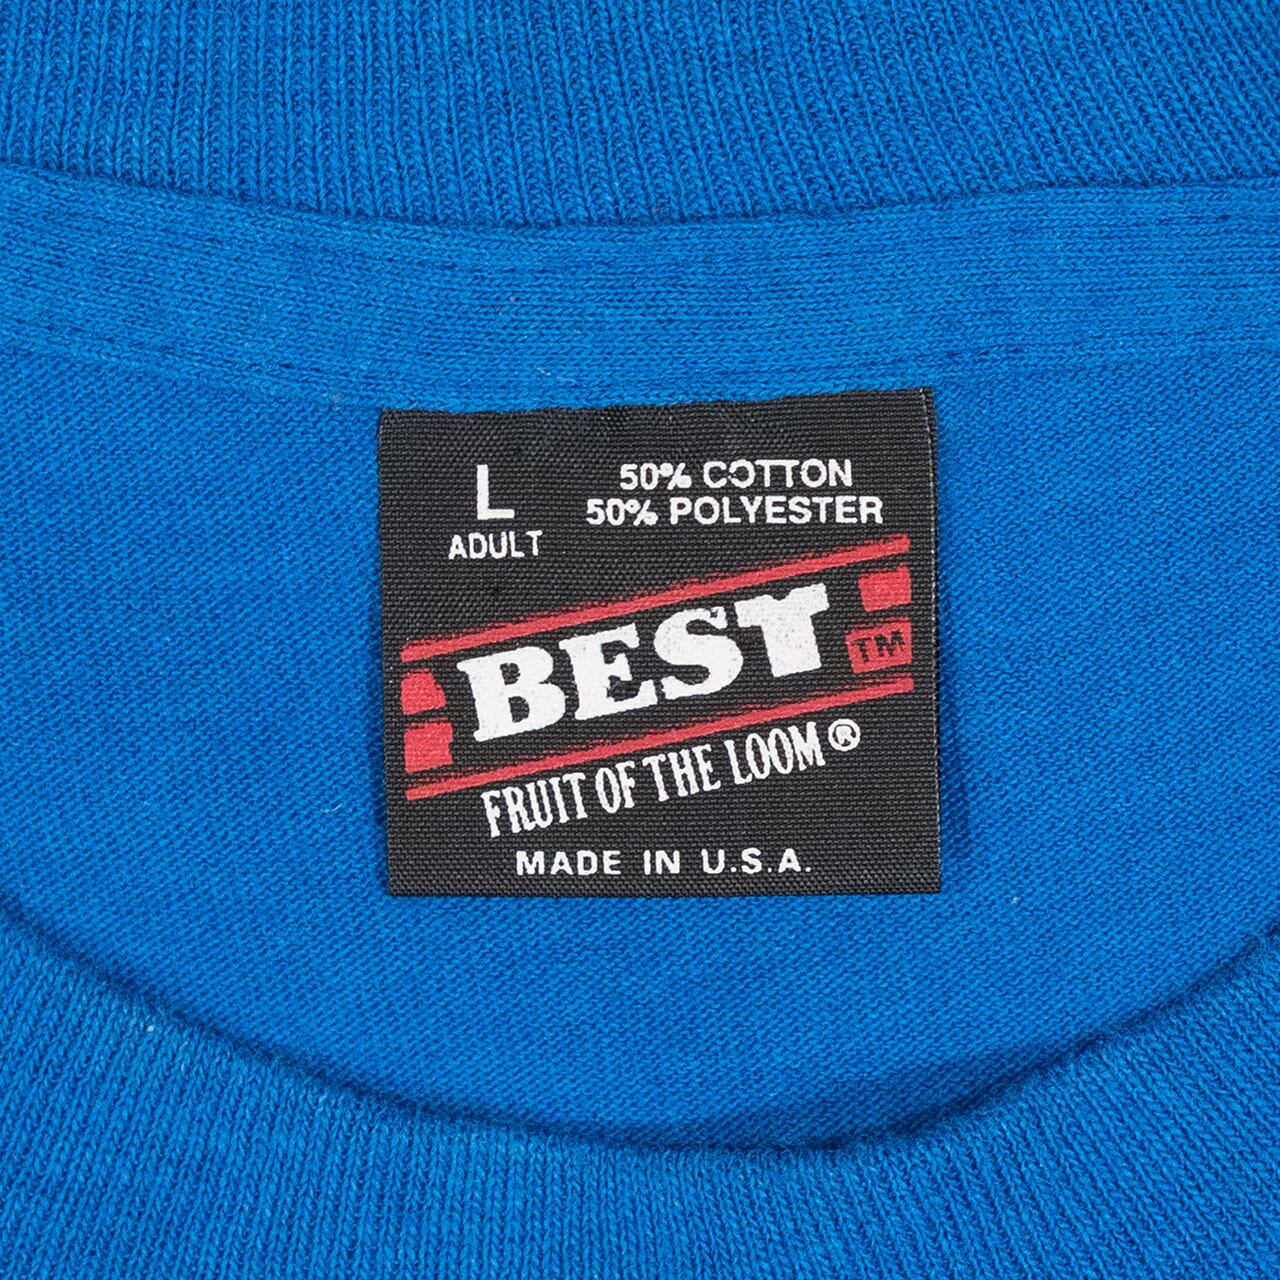 L
ADULT
50% COTTON
50% POLYESTER
BEST
TM
FRUIT OF THE LOOM®
MADE IN U.S.A.